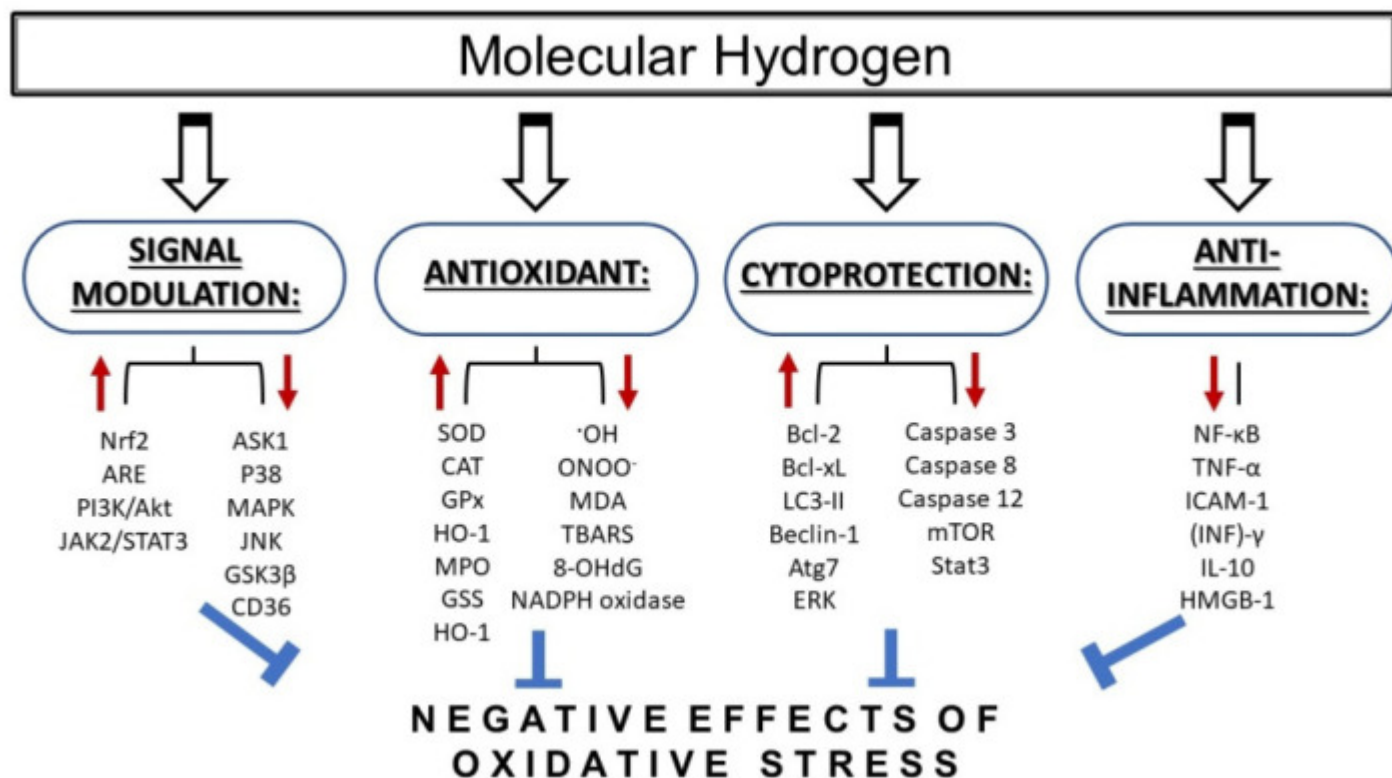 Molecular Hydrogen
SIGNAL
MODULATION:
Nrf2
ARE
PI3K/Akt
JAK2/STAT3
ASK1
P38
MAPK
JNK
GSK3β
CD36
ANTIOXIDANT:
SOD
CAT
GPx
HO-1
MPO
GSS
HO-1
·OH
ONOO⁻
MDA
TBARS
8-OHdG
NADPH oxidase
CYTOPROTECTION:
Bcl-2
Bcl-xL
LC3-II
Beclin-1
Atg7
ERK
Caspase 3
Caspase 8
Caspase 12
mTOR
Stat3
ANTI-
INFLAMMATION:
NF-κB
TNF-α
ICAM-1
(INF)-γ
IL-10
HMGB-1
NEGATIVE EFFECTS OF
OXIDATIVE STRESS